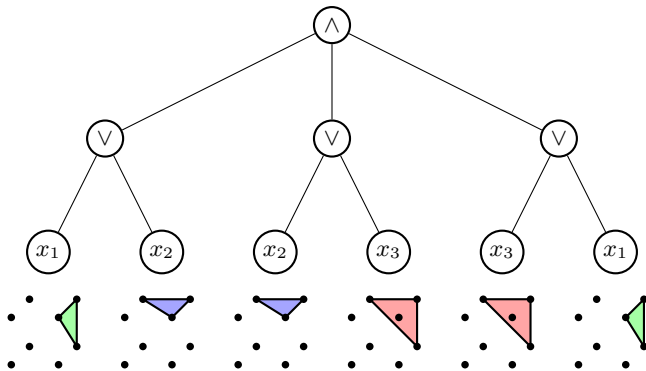 ∧
∨ ∨ ∨
x₁ x₂ x₂ x₃ x₃ x₁